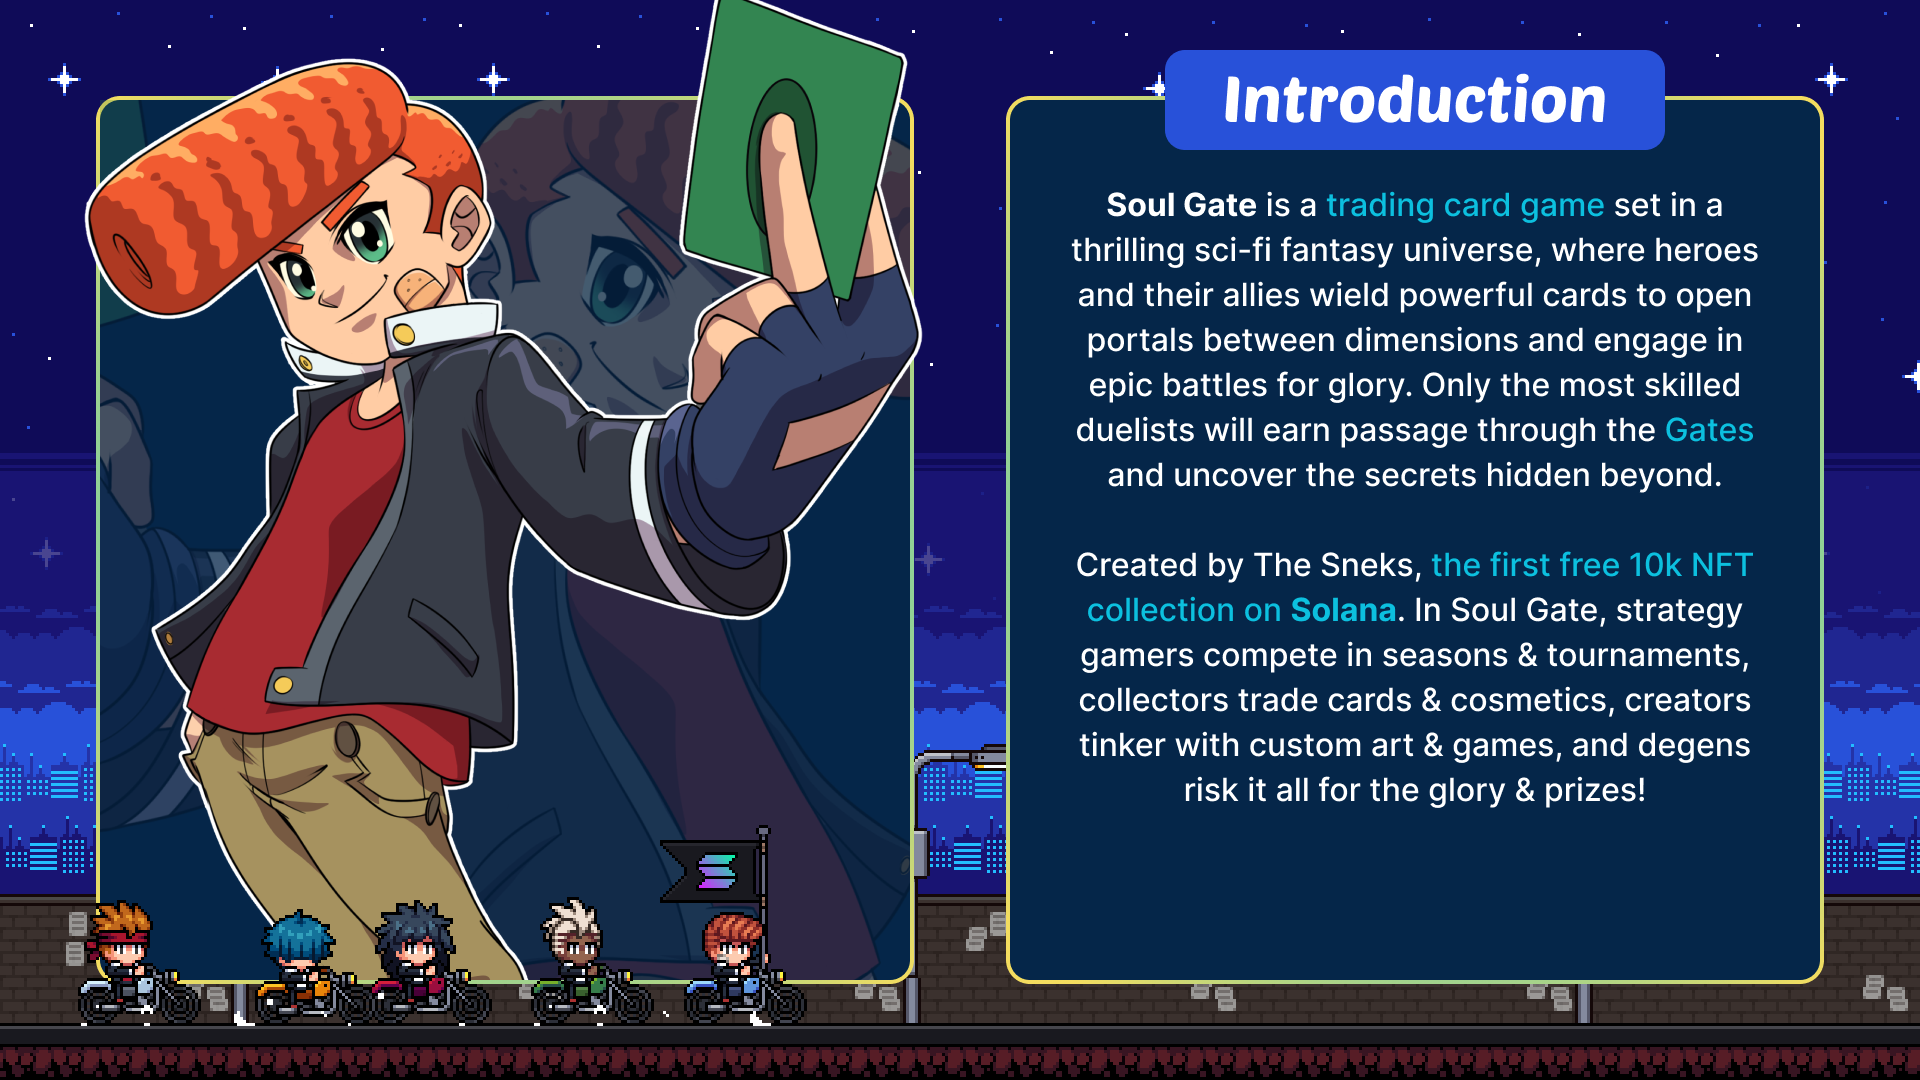 Introduction
Soul Gate is a trading card game set in a
thrilling sci-fi fantasy universe, where heroes
and their allies wield powerful cards to open
portals between dimensions and engage in
epic battles for glory. Only the most skilled
duelists will earn passage through the Gates
and uncover the secrets hidden beyond.
Created by The Sneks, the first free 10k NFT
collection on Solana. In Soul Gate, strategy
gamers compete in seasons & tournaments,
collectors trade cards & cosmetics, creators
tinker with custom art & games, and degens
risk it all for the glory & prizes!